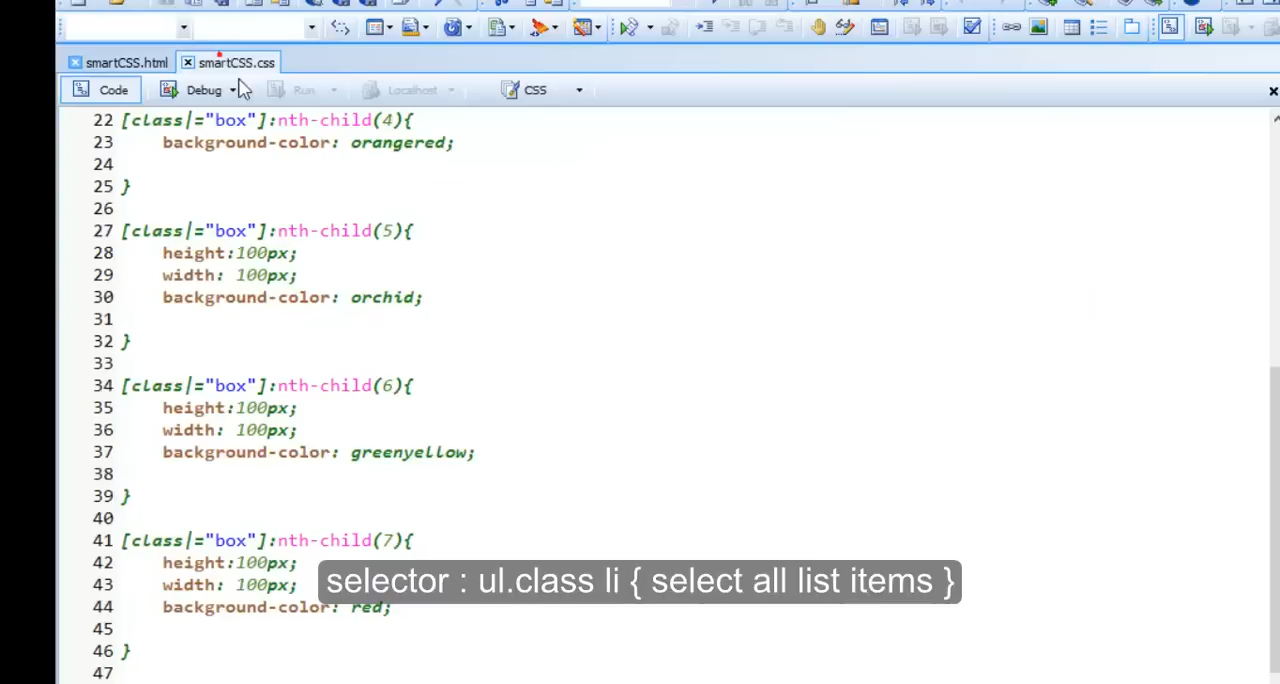 smartCSS.html smartCSS.css
Code Debug Run Localhost CSS
22 [class|="box"]:nth-child(4){
23 background-color: orangered;
24
25 }
26
27 [class|="box"]:nth-child(5){
28 height:100px;
29 width: 100px;
30 background-color: orchid;
31
32 }
33
34 [class|="box"]:nth-child(6){
35 height:100px;
36 width: 100px;
37 background-color: greenyellow;
38
39 }
40
41 [class|="box"]:nth-child(7){
42 height:100px;
selector : ul.class li { select all list items }
43 width: 100px;
44 background-color: red;
45
46 }
47